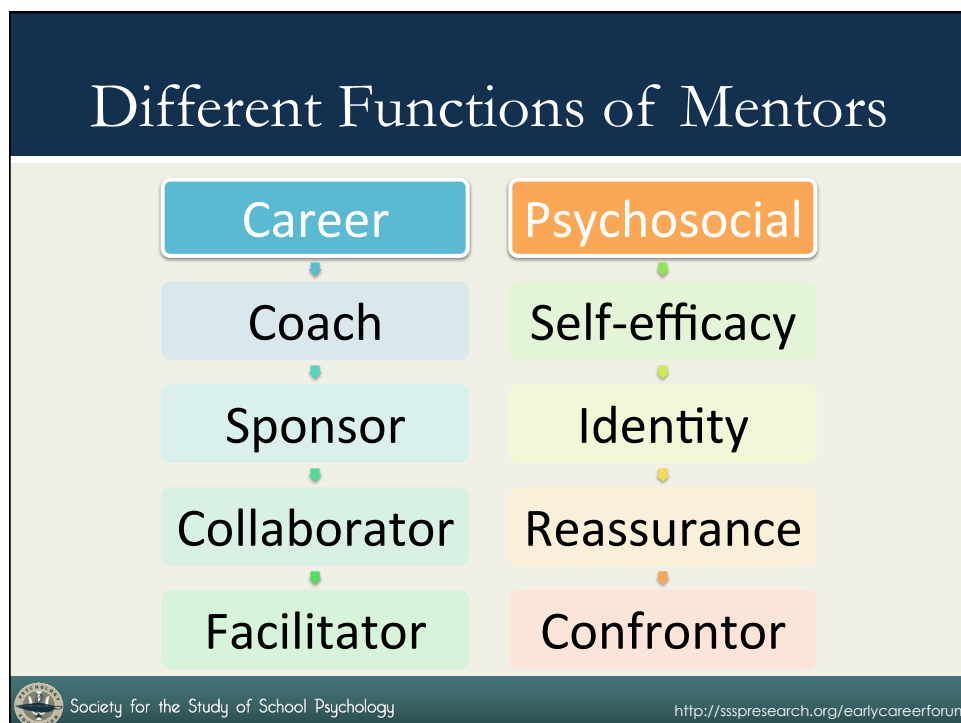 Different Functions of Mentors
Career
Coach
Sponsor
Collaborator
Facilitator
Psychosocial
Self-efficacy
Identity
Reassurance
Confrontor
Society for the Study of School Psychology
http://ssspresearch.org/earlycareerforun